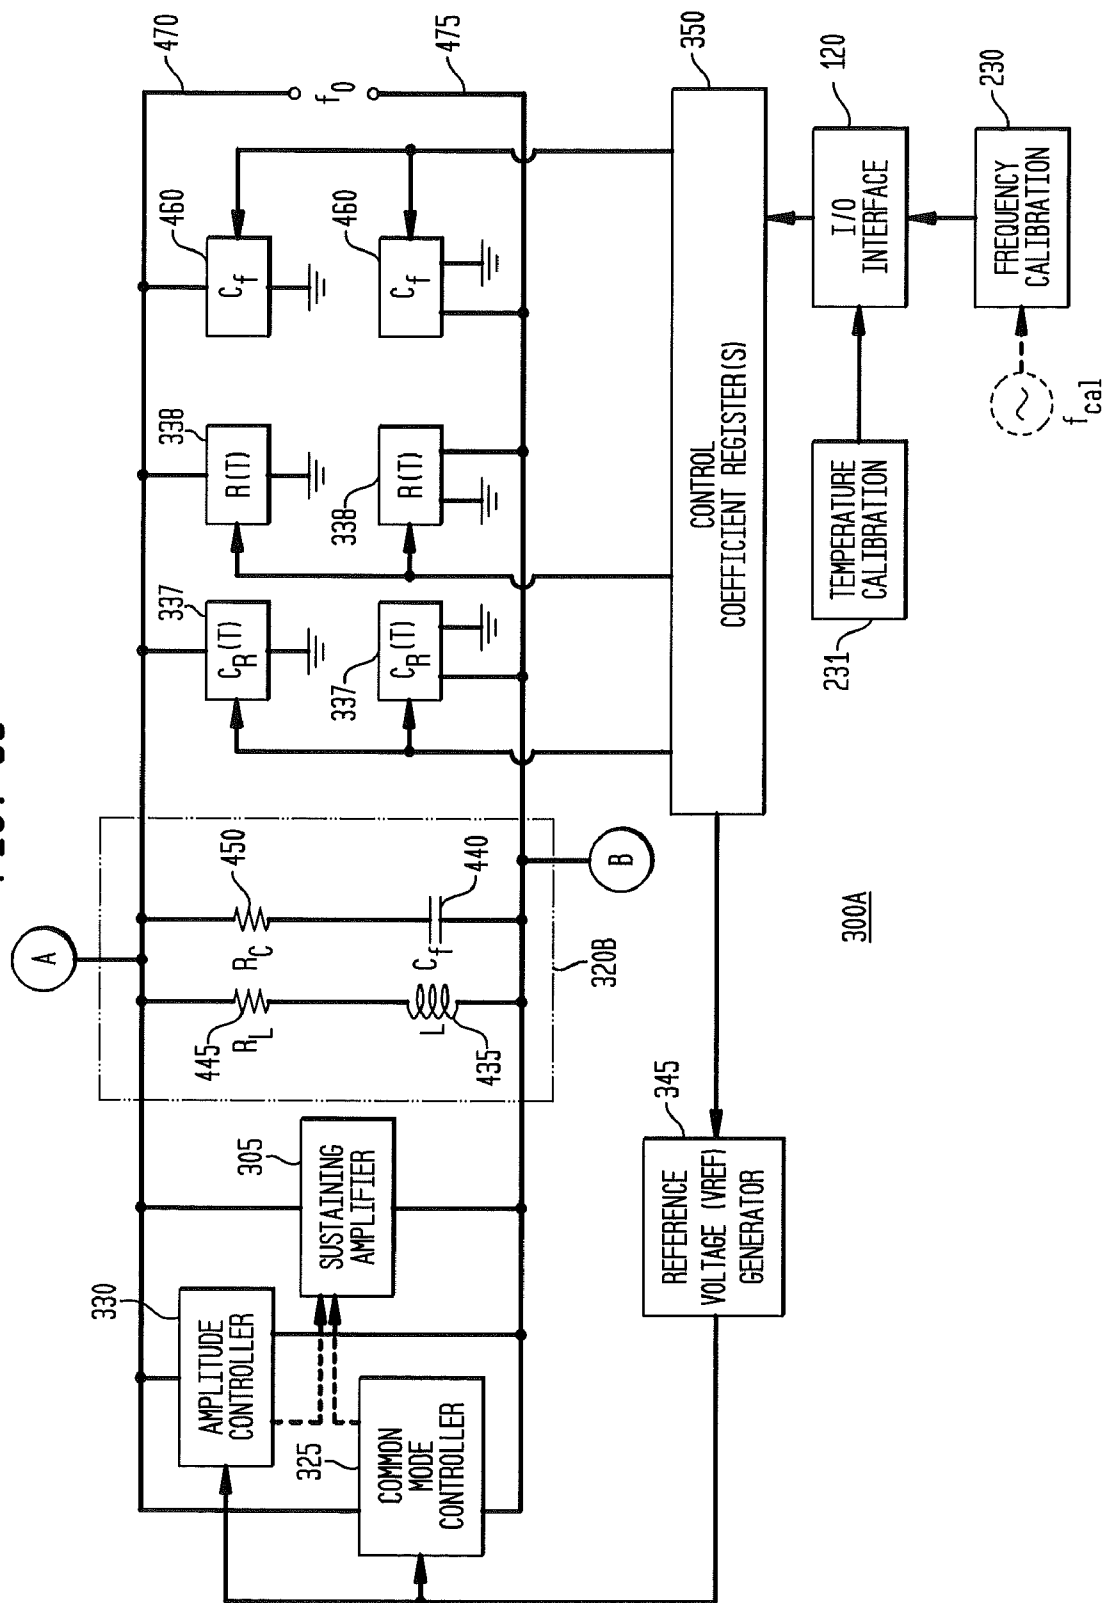 A
470
330
305
445
450
337
338
460
AMPLITUDE
CONTROLLER
SUSTAINING
AMPLIFIER
RL
RC
CR(T)
R(T)
Cf
f0
325
COMMON
MODE
CONTROLLER
L
Cf
435
440
337
338
460
CR(T)
R(T)
Cf
475
320B
B
345
REFERENCE
VOLTAGE (VREF)
GENERATOR
350
CONTROL
COEFFICIENT REGISTER(S)
300A
231
TEMPERATURE
CALIBRATION
120
I/O
INTERFACE
230
FREQUENCY
CALIBRATION
fcal